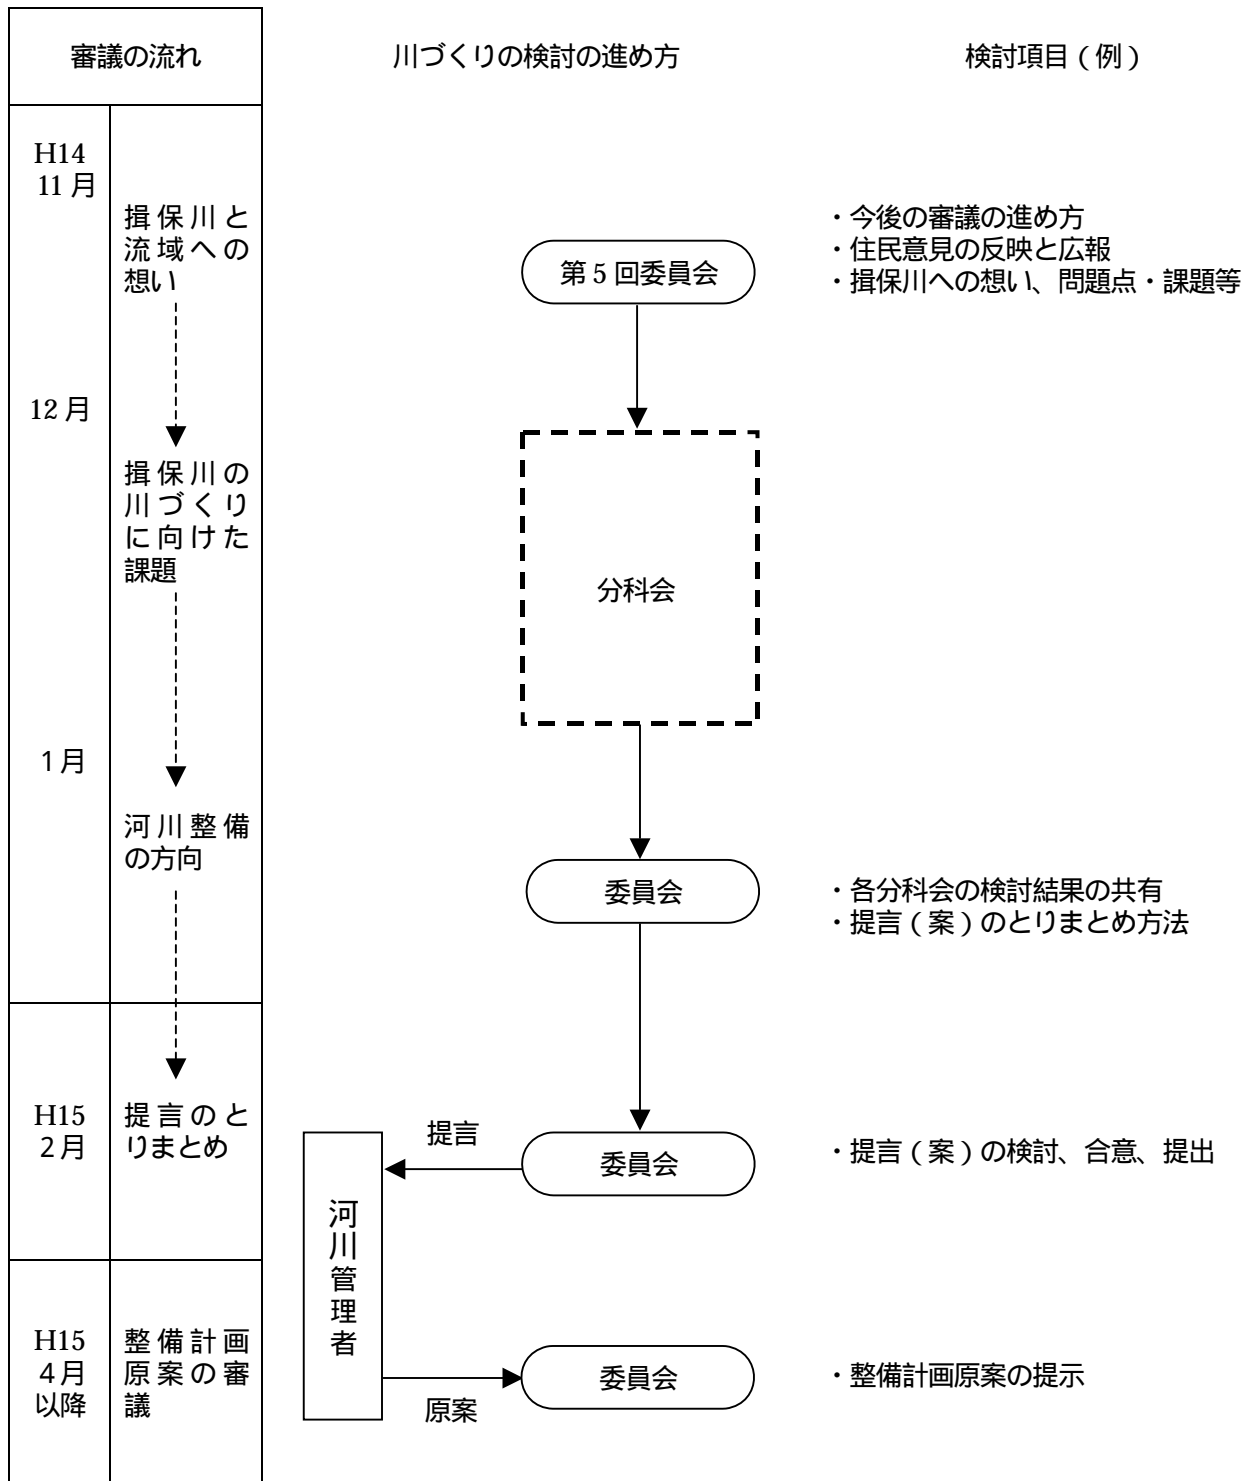 審議の流れ
川づくりの検討の進め方
検討項目(例)
H14
11月
揖保川と
流域への
想い
第5回委員会
・今後の審議の進め方
・住民意見の反映と広報
・揖保川への想い、問題点・課題等
12月
揖保川の
川づくり
に向けた
課題
分科会
1月
河川整備
の方向
委員会
・各分科会の検討結果の共有
・提言(案)のとりまとめ方法
H15
2月
提言のと
りまとめ
提言
委員会
・提言(案)の検討、合意、提出
河川管理者
H15
4月
以降
整備計画
原案の審
議
原案
委員会
・整備計画原案の提示